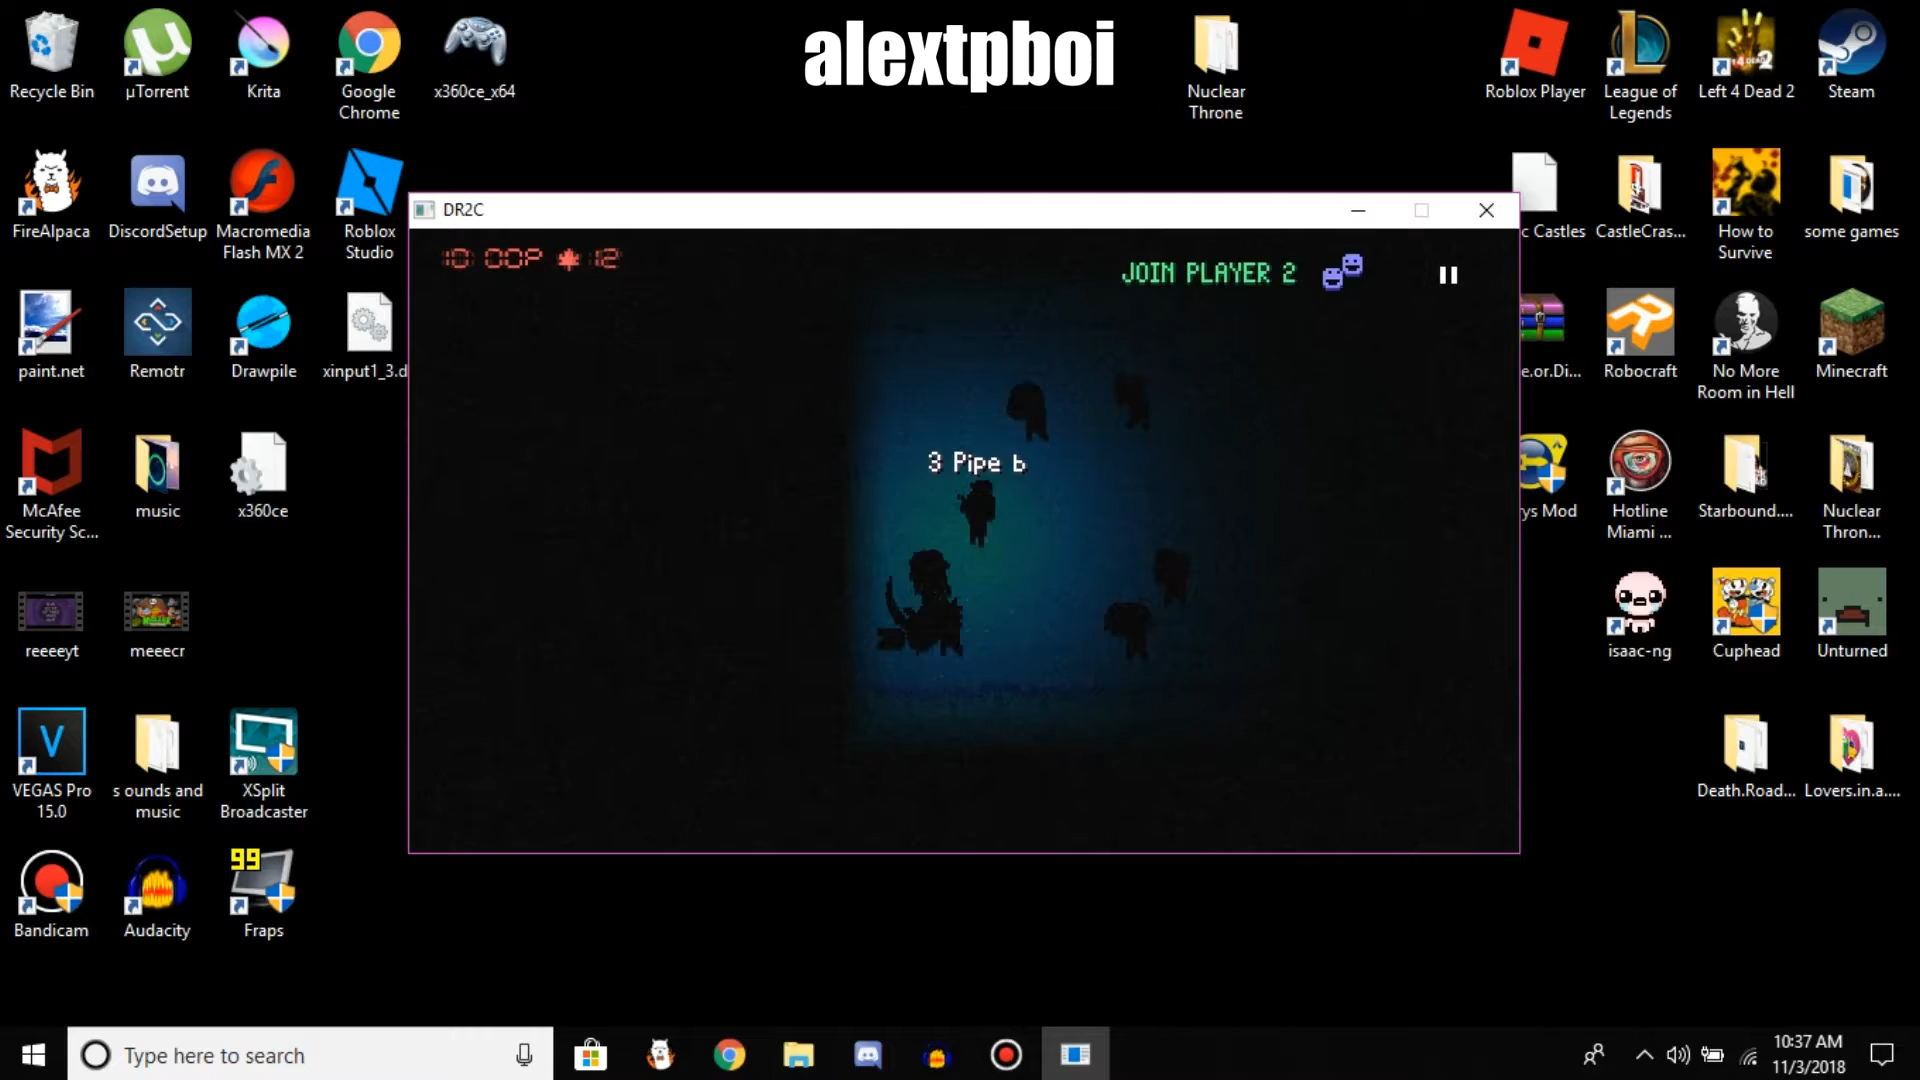 alextpboi
Recycle Bin
µTorrent
Krita
Google
Chrome
x360ce_x64
Nuclear
Throne
Roblox Player
League of
Legends
Left 4 Dead 2
Steam
FireAlpaca
DiscordSetup
Macromedia
Flash MX 2
Roblox
Studio
c Castles
CastleCras...
How to
Survive
some games
DR2C
10:00P 12
JOIN PLAYER 2
3 Pipe b
paint.net
Remotr
Drawpile
xinput1_3.d
e.or.Di...
Robocraft
No More
Room in Hell
Minecraft
McAfee
Security Sc...
music
x360ce
ys Mod
Hotline
Miami ...
Starbound....
Nuclear
Thron...
reeeeyt
meeecr
isaac-ng
Cuphead
Unturned
VEGAS Pro
15.0
s ounds and
music
XSplit
Broadcaster
Death.Road...
Lovers.in.a....
99
Bandicam
Audacity
Fraps
Type here to search
10:37 AM
11/3/2018